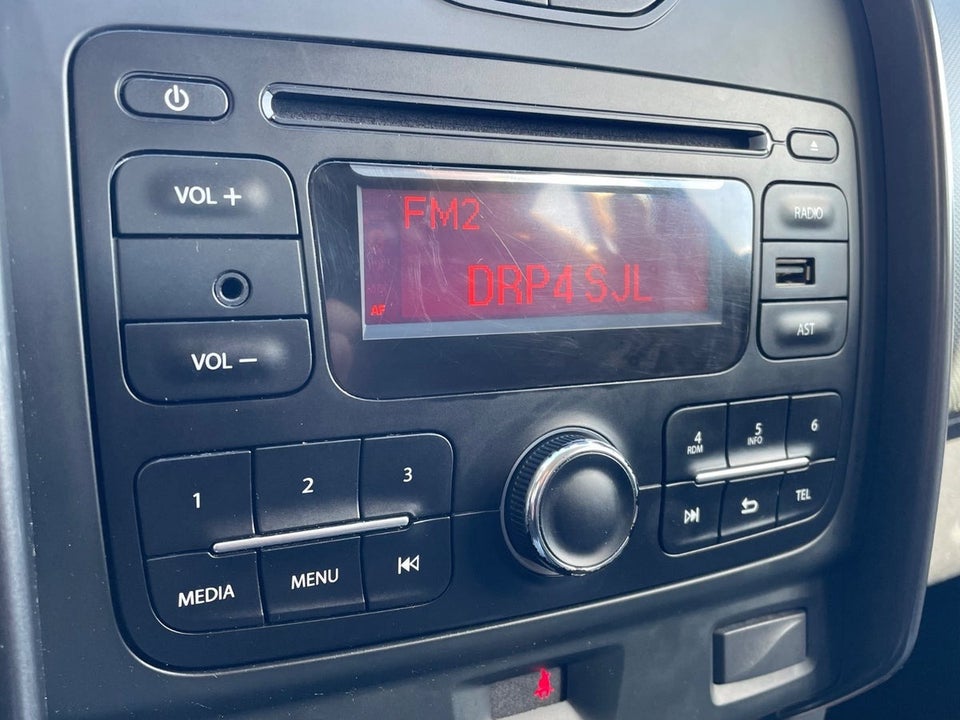 VOL +
VOL −
FM2
DRP4 SJL
AF
RADIO
AST
1
2
3
MEDIA
MENU
4
RDM
5
INFO
6
TEL